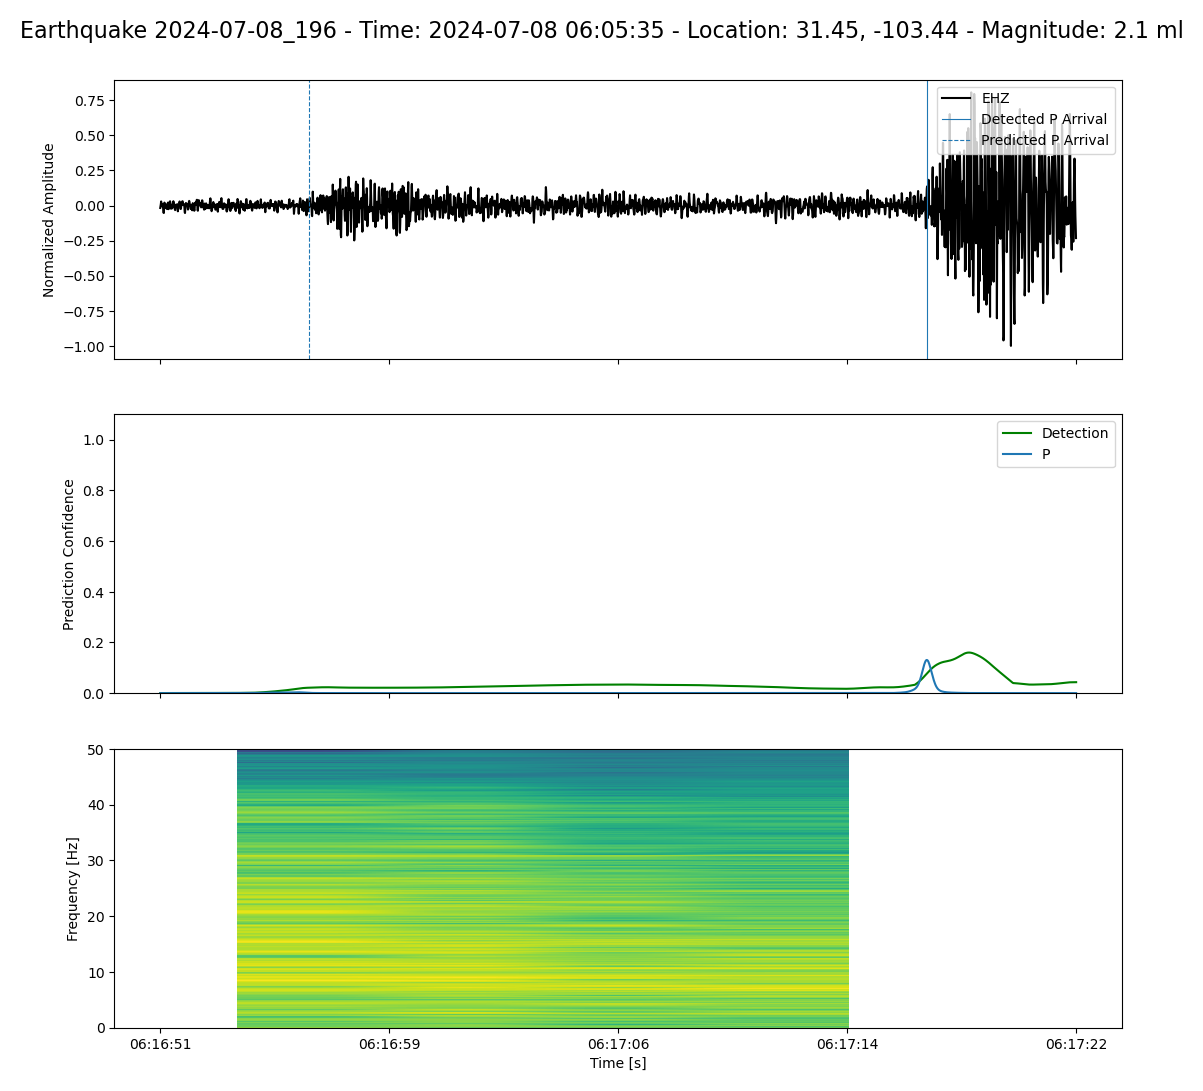 Earthquake 2024-07-08_196 - Time: 2024-07-08 06:05:35 - Location: 31.45, -103.44 - Magnitude: 2.1 ml
Normalized Amplitude
0.75
0.50
0.25
0.00
−0.25
−0.50
−0.75
−1.00
EHZ
Detected P Arrival
Predicted P Arrival
Prediction Confidence
1.0
0.8
0.6
0.4
0.2
0.0
Detection
P
Frequency [Hz]
50
40
30
20
10
0
06:16:51
06:16:59
06:17:06
06:17:14
06:17:22
Time [s]